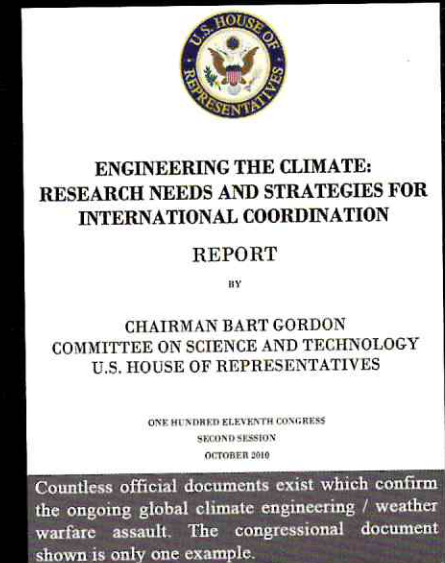 U.S. HOUSE OF
REPRESENTATIVES
ENGINEERING THE CLIMATE:
RESEARCH NEEDS AND STRATEGIES FOR
INTERNATIONAL COORDINATION
REPORT
BY
CHAIRMAN BART GORDON
COMMITTEE ON SCIENCE AND TECHNOLOGY
U.S. HOUSE OF REPRESENTATIVES
ONE HUNDRED ELEVENTH CONGRESS
SECOND SESSION
OCTOBER 2010
Countless official documents exist which confirm
the ongoing global climate engineering / weather
warfare assault. The congressional document
shown is only one example.